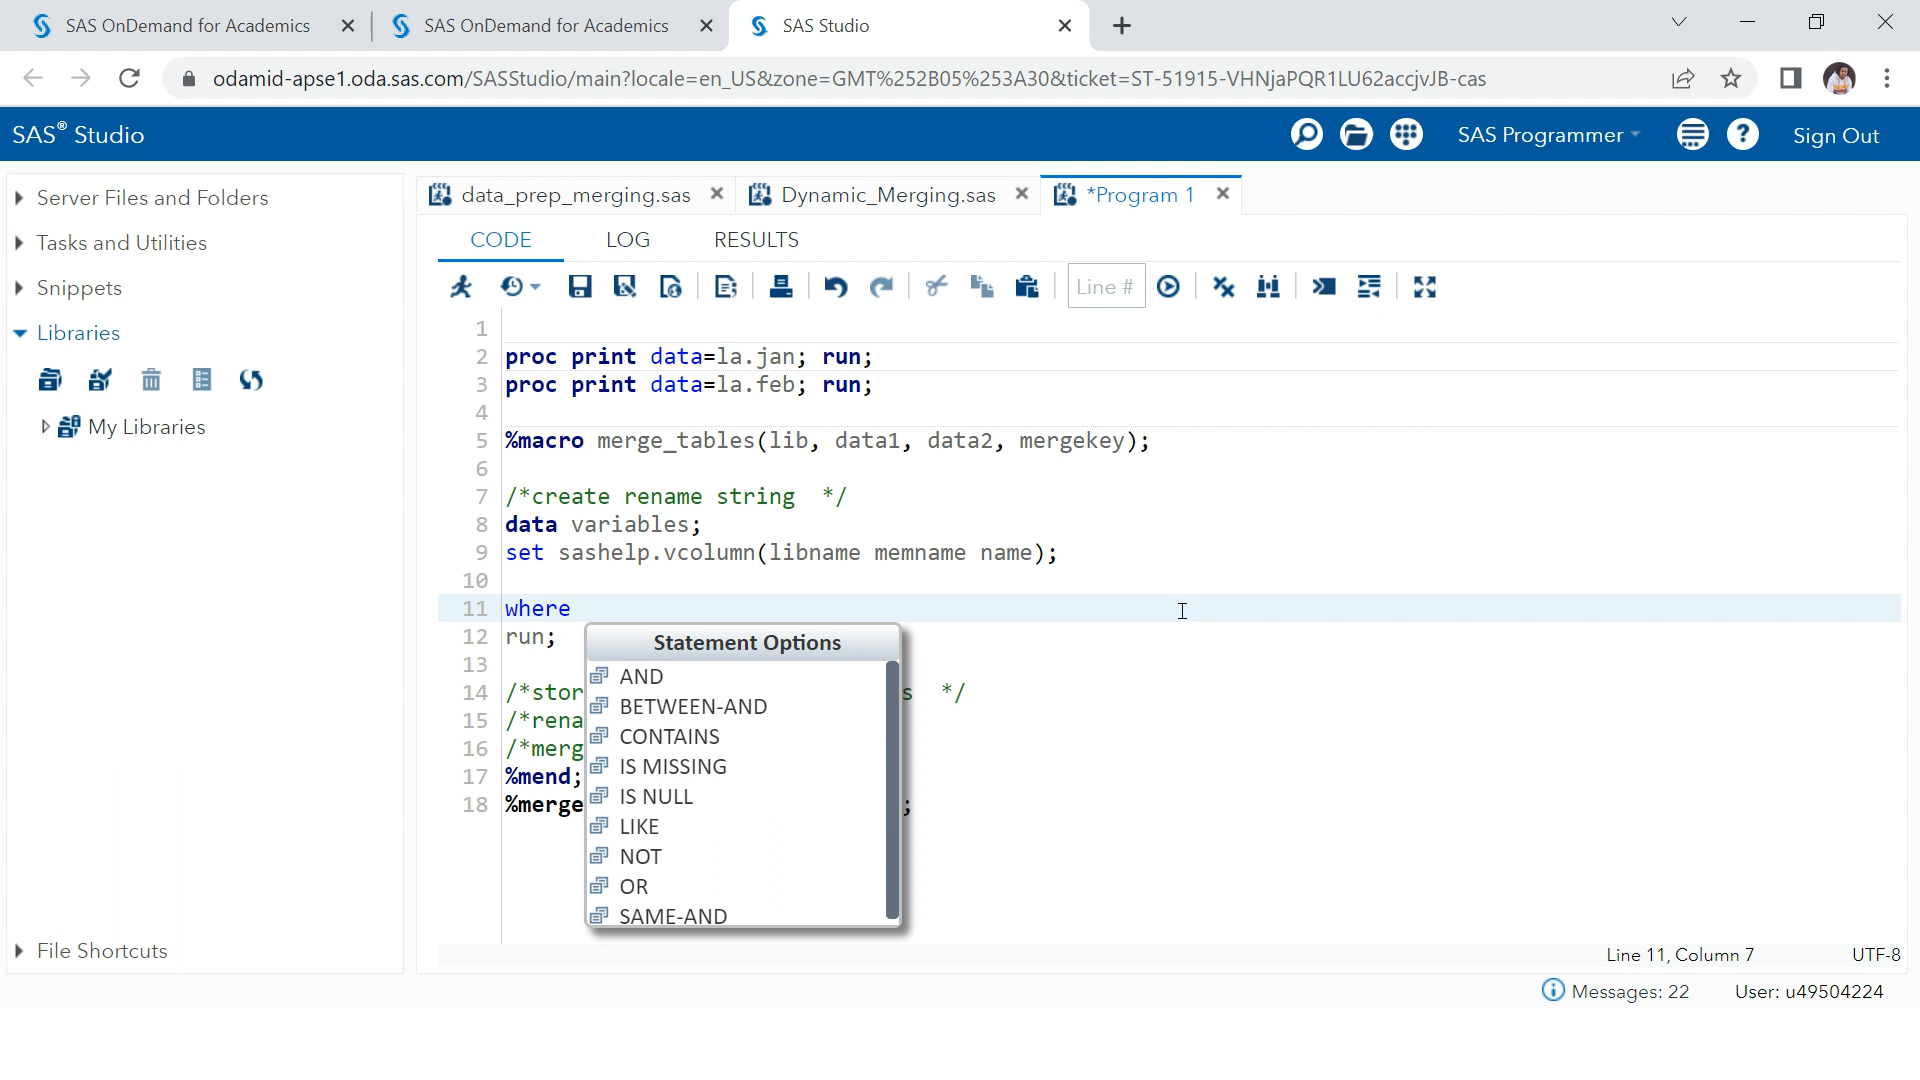 SAS OnDemand for Academics
SAS OnDemand for Academics
SAS Studio
odamid-apse1.oda.sas.com/SASStudio/main?locale=en_US&zone=GMT%252B05%253A30&ticket=ST-51915-VHNjaPQR1LU62accjvJB-cas
SAS® Studio
SAS Programmer
Sign Out
Server Files and Folders
Tasks and Utilities
Snippets
Libraries
My Libraries
File Shortcuts
data_prep_merging.sas
Dynamic_Merging.sas
*Program 1
CODE
LOG
RESULTS
Line #
1
2 proc print data=la.jan; run;
3 proc print data=la.feb; run;
4
5 %macro merge_tables(lib, data1, data2, mergekey);
6
7 /*create rename string */
8 data variables;
9 set sashelp.vcolumn(libname memname name);
10
11 where
12 run;
13
14 /*stor s */
15 /*rena
16 /*merg
17 %mend;
18 %merge ;
Statement Options
AND
BETWEEN-AND
CONTAINS
IS MISSING
IS NULL
LIKE
NOT
OR
SAME-AND
Line 11, Column 7
UTF-8
Messages: 22
User: u49504224